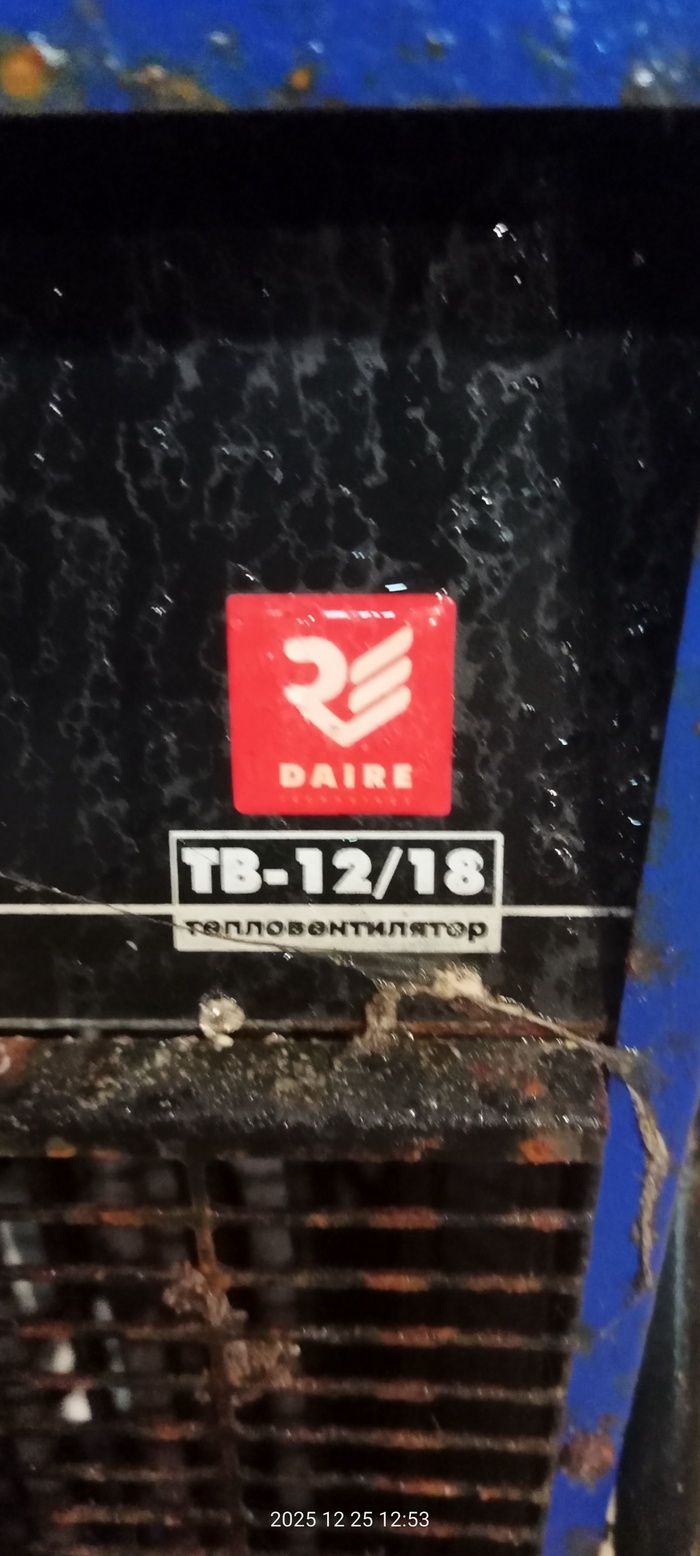 DAIRE
ТВ-12/18
тепловентилятор
2025 12 25 12:53